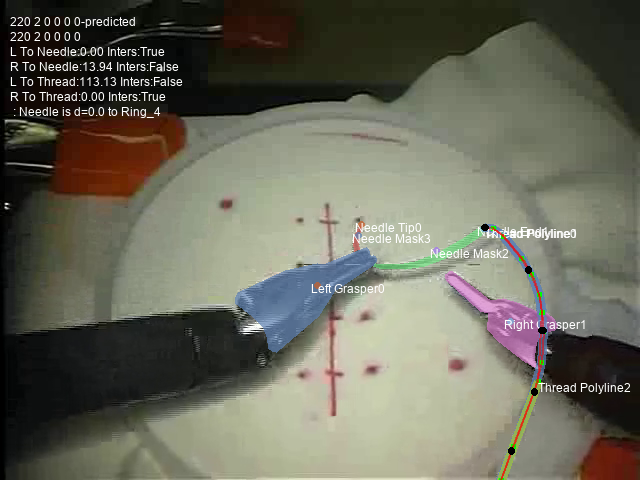 220 2 0 0 0 0-predicted
220 2 0 0 0 0
L To Needle:0.00 Inters:True
R To Needle:13.94 Inters:False
L To Thread:113.13 Inters:False
R To Thread:0.00 Inters:True
: Needle is d=0.0 to Ring_4
Needle Tip0
Needle Mask3
Thread Polyline
Needle Mask2
Left Grasper0
Right Grasper1
Thread Polyline2